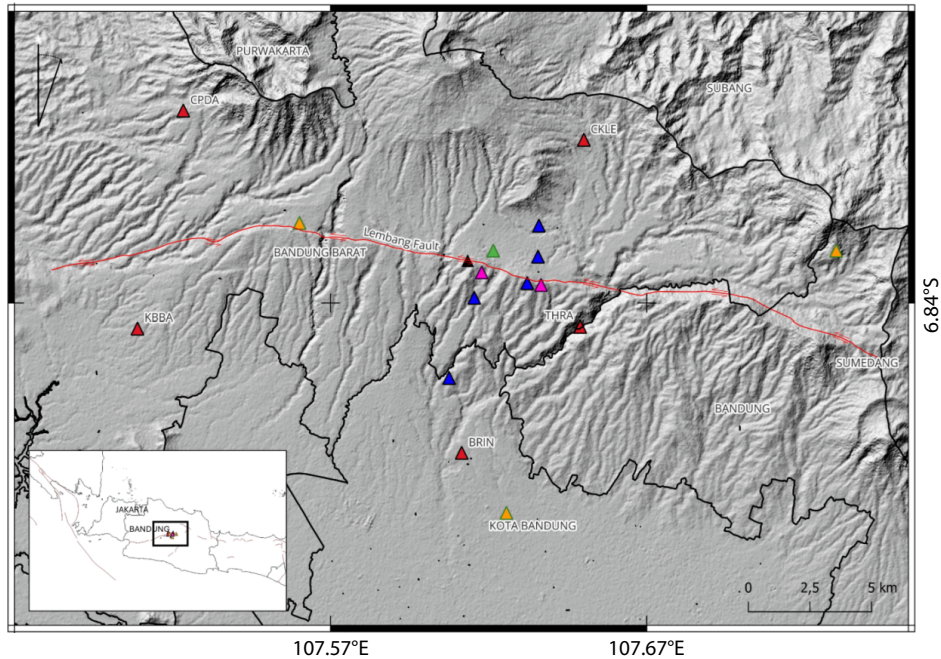 PURWAKARTA
SUBANG
CPDA
CKLE
Lembang Fault
BANDUNG BARAT
KBBA
THRA
6.84°S
SUMEDANG
BANDUNG
BRIN
KOTA BANDUNG
JAKARTA
BANDUNG
0 2,5 5 km
107.57°E 107.67°E